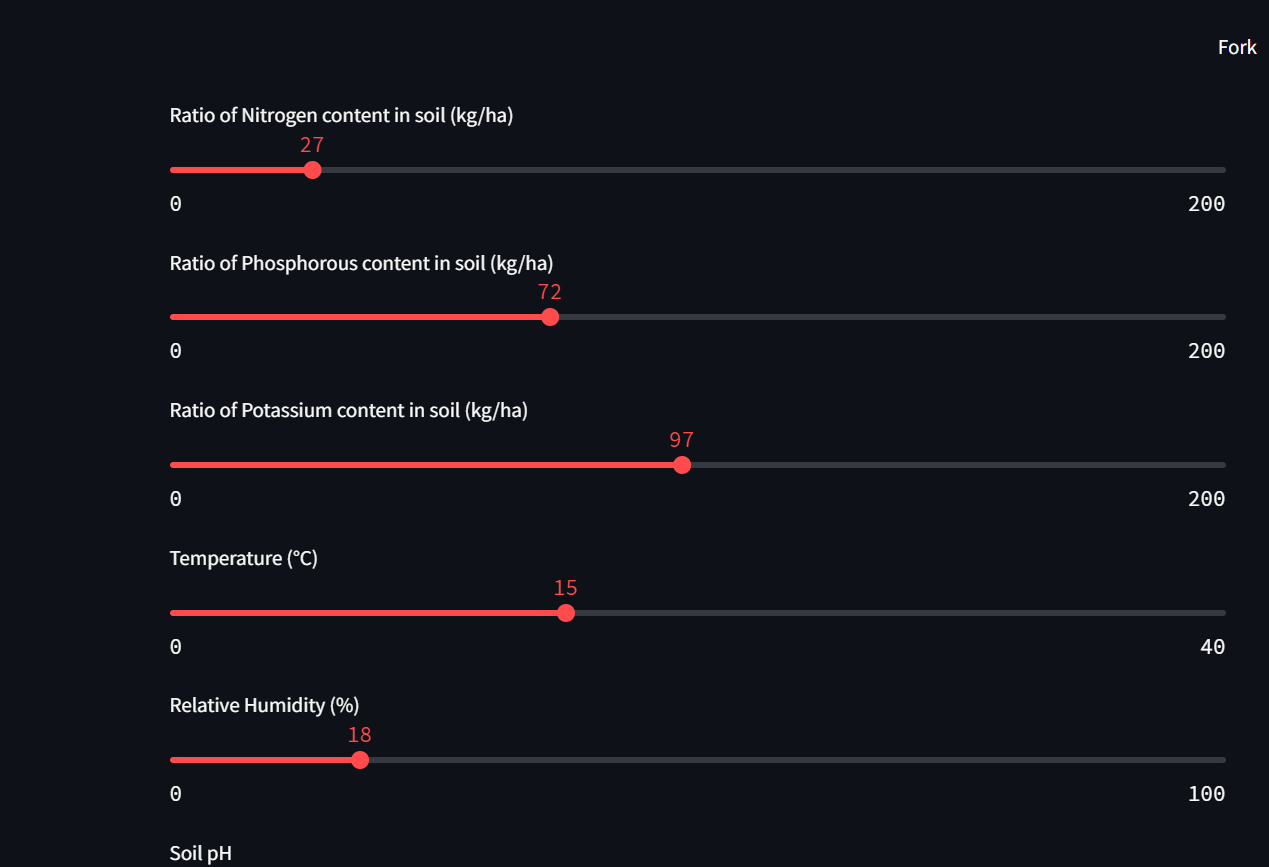 Fork
Ratio of Nitrogen content in soil (kg/ha)
27
0 200
Ratio of Phosphorous content in soil (kg/ha)
72
0 200
Ratio of Potassium content in soil (kg/ha)
97
0 200
Temperature (°C)
15
0 40
Relative Humidity (%)
18
0 100
Soil pH